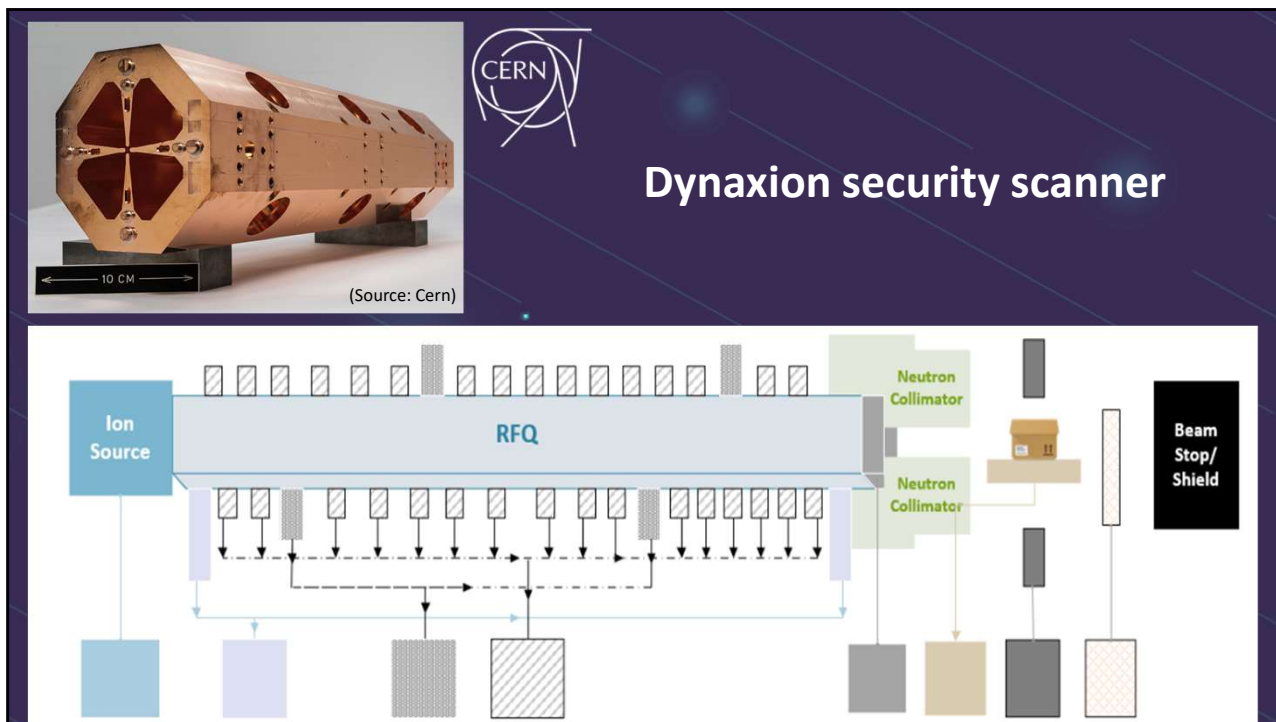 CERN
Dynaxion security scanner
10 CM
(Source: Cern)
Ion
Source
RFQ
Neutron
Collimator
Neutron
Collimator
Beam
Stop/
Shield